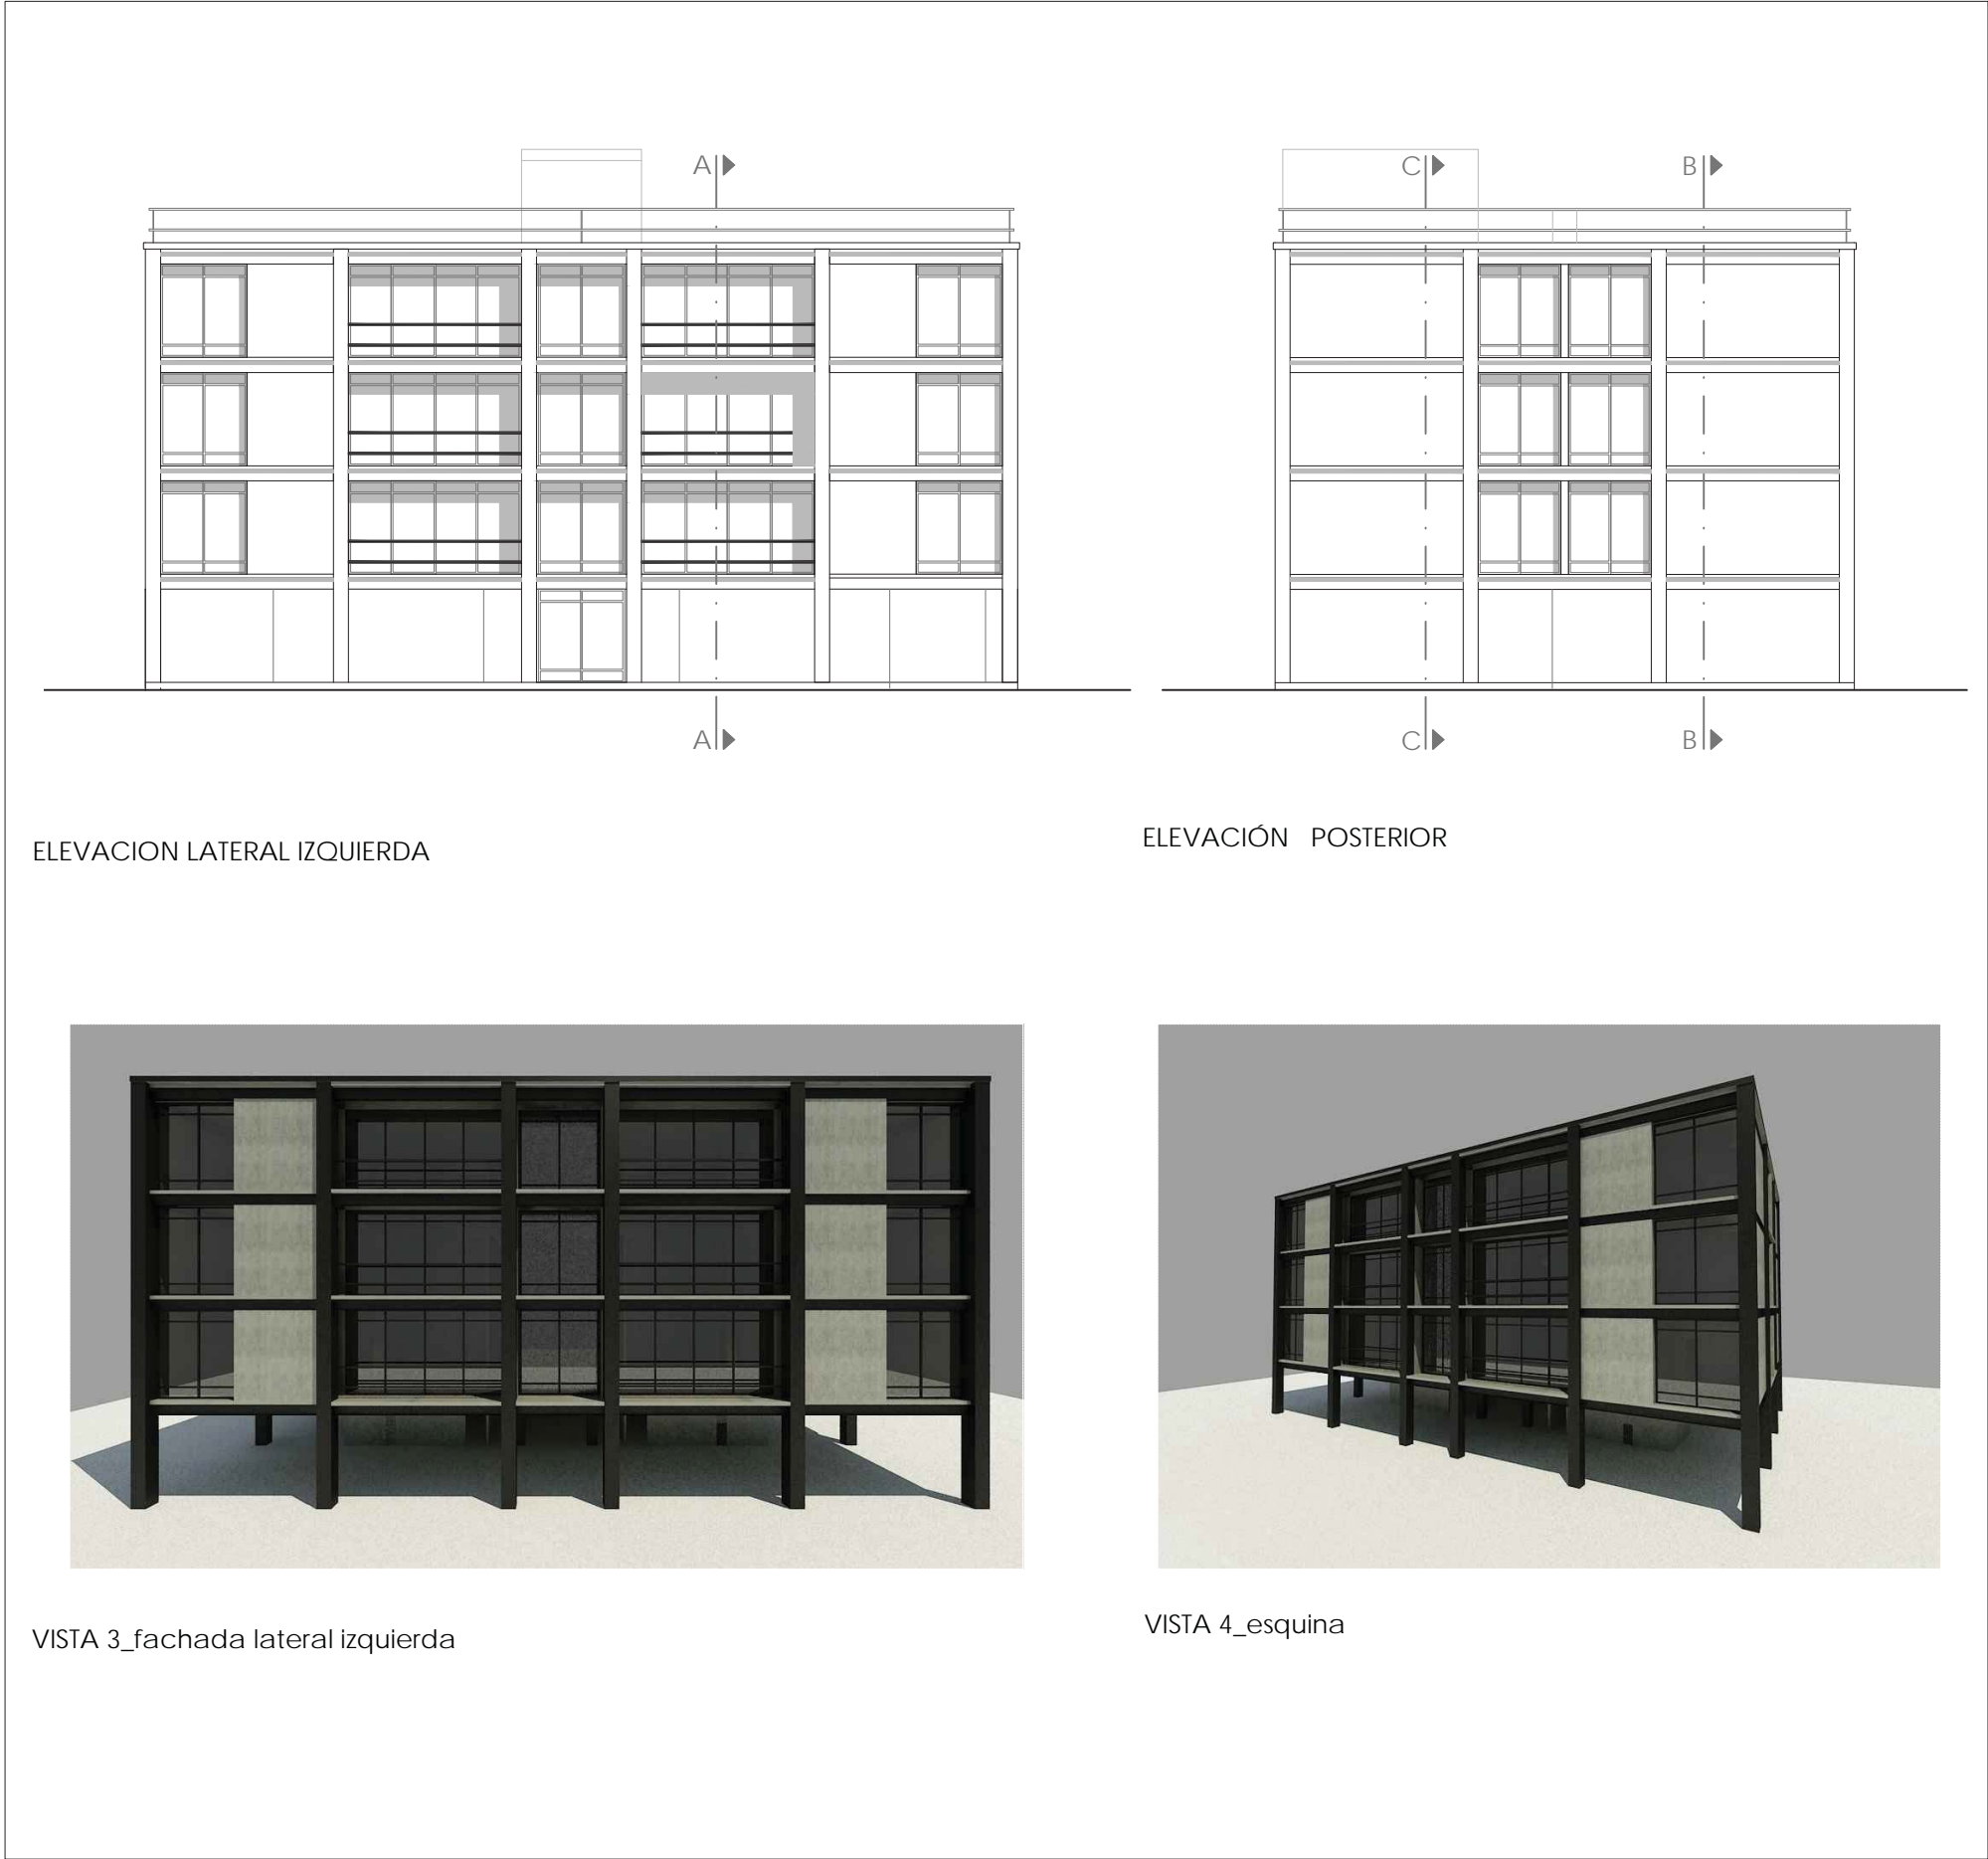 A
C
B
A
C
B
ELEVACION LATERAL IZQUIERDA
ELEVACIÓN POSTERIOR
VISTA 3_fachada lateral izquierda
VISTA 4_esquina